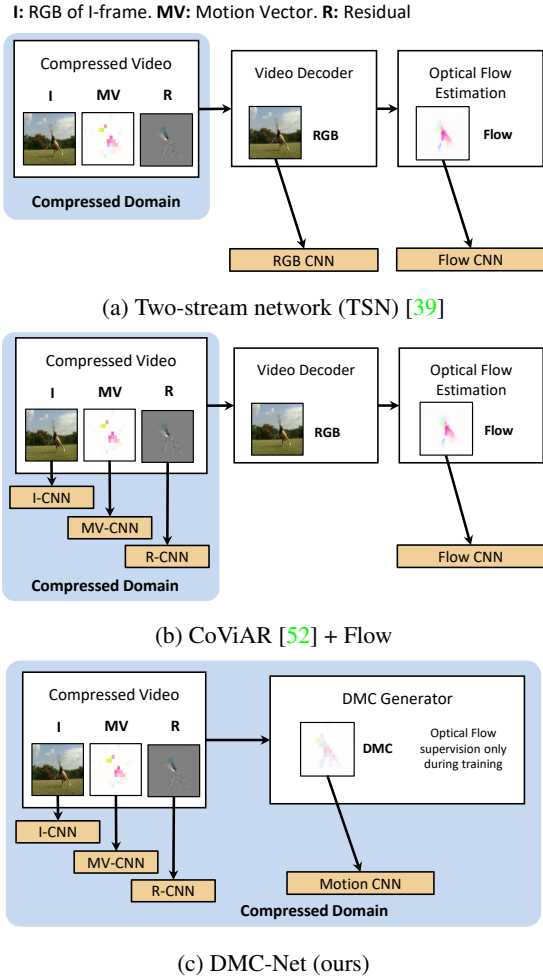 I: RGB of I-frame. MV: Motion Vector. R: Residual
Compressed Video
I MV R
Compressed Domain
Video Decoder
RGB
Optical Flow
Estimation
Flow
RGB CNN
Flow CNN
(a) Two-stream network (TSN) [39]
Compressed Video
I MV R
I-CNN
MV-CNN
R-CNN
Compressed Domain
Video Decoder
RGB
Optical Flow
Estimation
Flow
Flow CNN
(b) CoViAR [52] + Flow
Compressed Video
I MV R
I-CNN
MV-CNN
R-CNN
DMC Generator
DMC
Optical Flow
supervision only
during training
Motion CNN
Compressed Domain
(c) DMC-Net (ours)